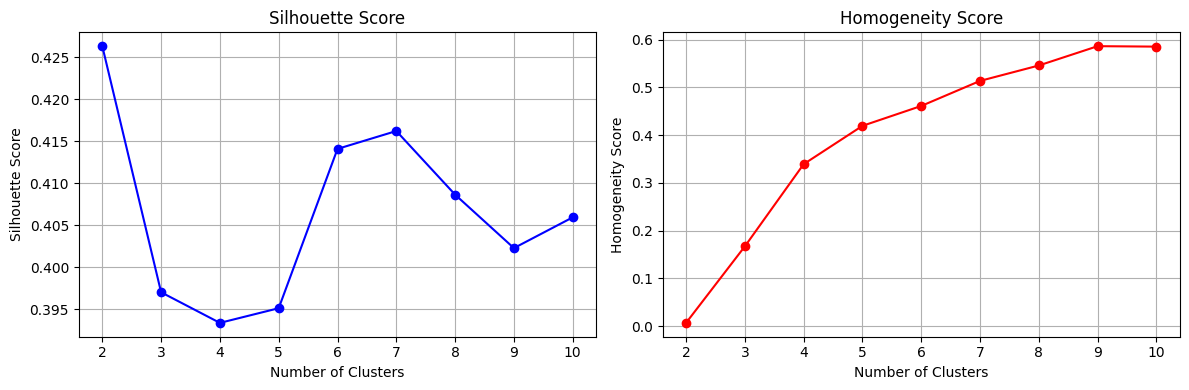 Silhouette Score
Silhouette Score
0.425
0.420
0.415
0.410
0.405
0.400
0.395
2 3 4 5 6 7 8 9 10
Number of Clusters
Homogeneity Score
Homogeneity Score
0.6
0.5
0.4
0.3
0.2
0.1
0.0
2 3 4 5 6 7 8 9 10
Number of Clusters